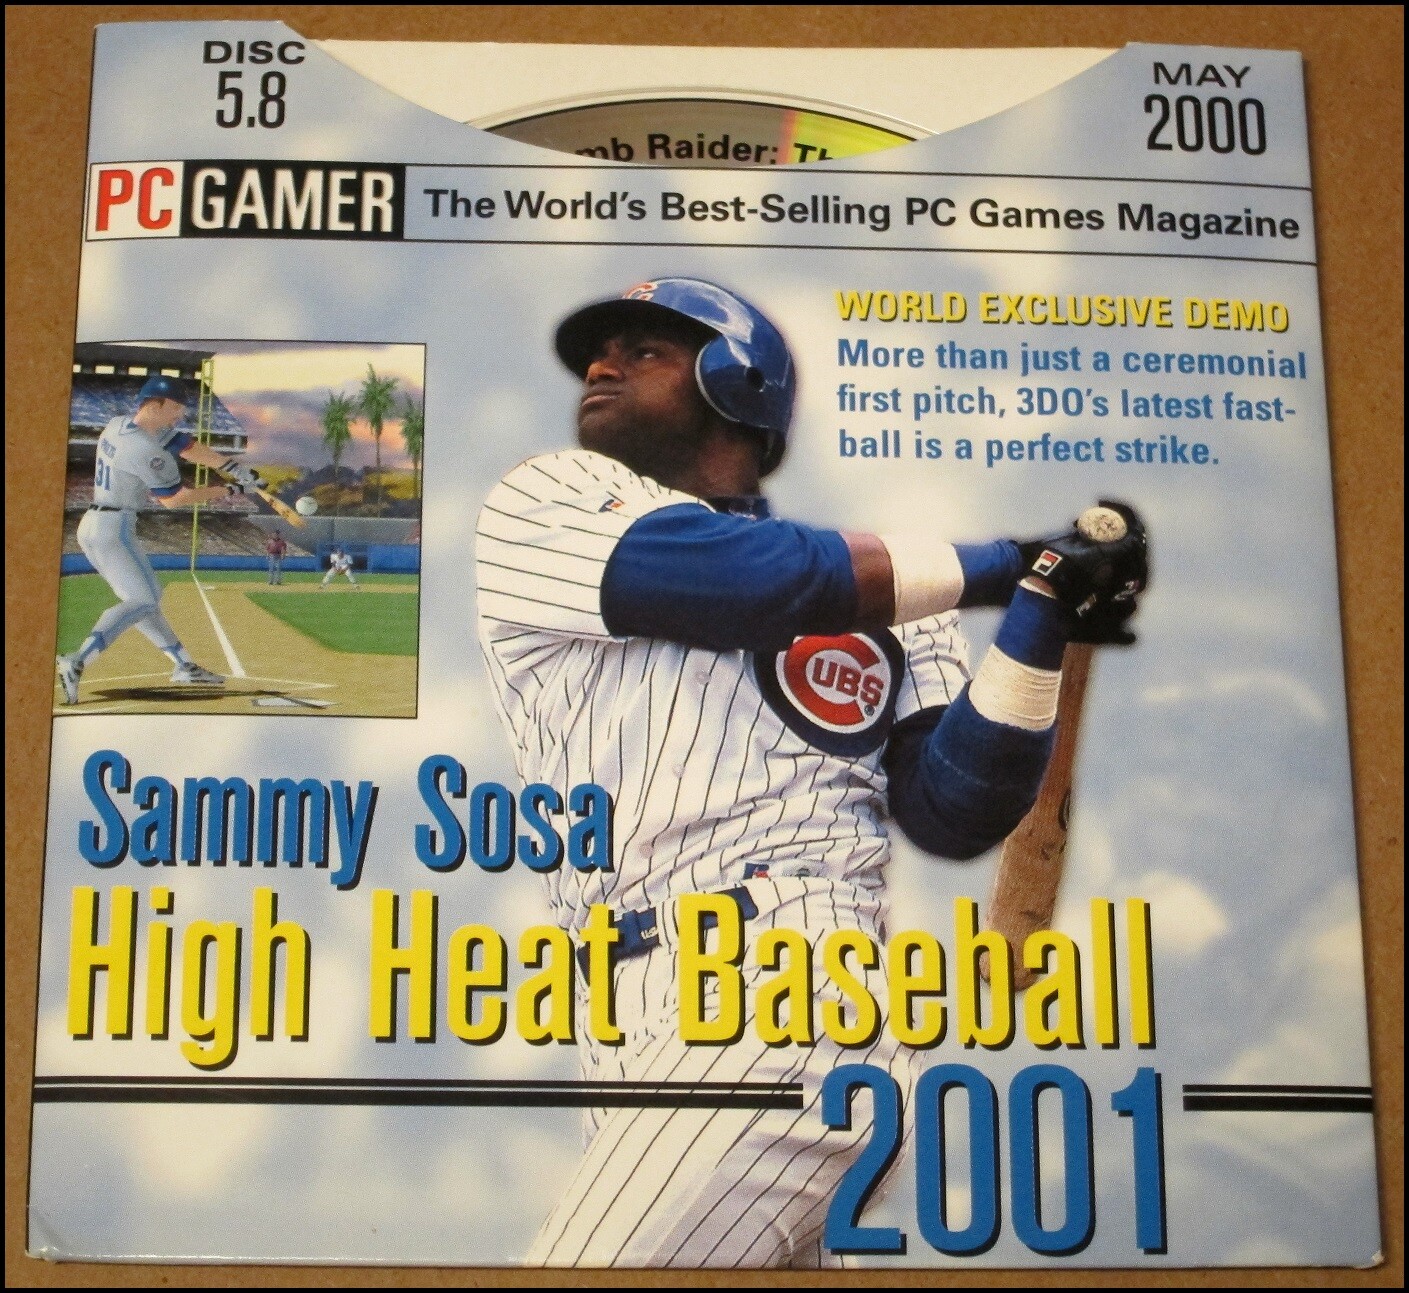 DISC
5.8
MAY
2000
mb Raider: Th
PC GAMER The World's Best-Selling PC Games Magazine
WORLD EXCLUSIVE DEMO
More than just a ceremonial
first pitch, 3DO's latest fast-
ball is a perfect strike.
31
CUBS®
Sammy Sosa
High Heat Baseball
2001